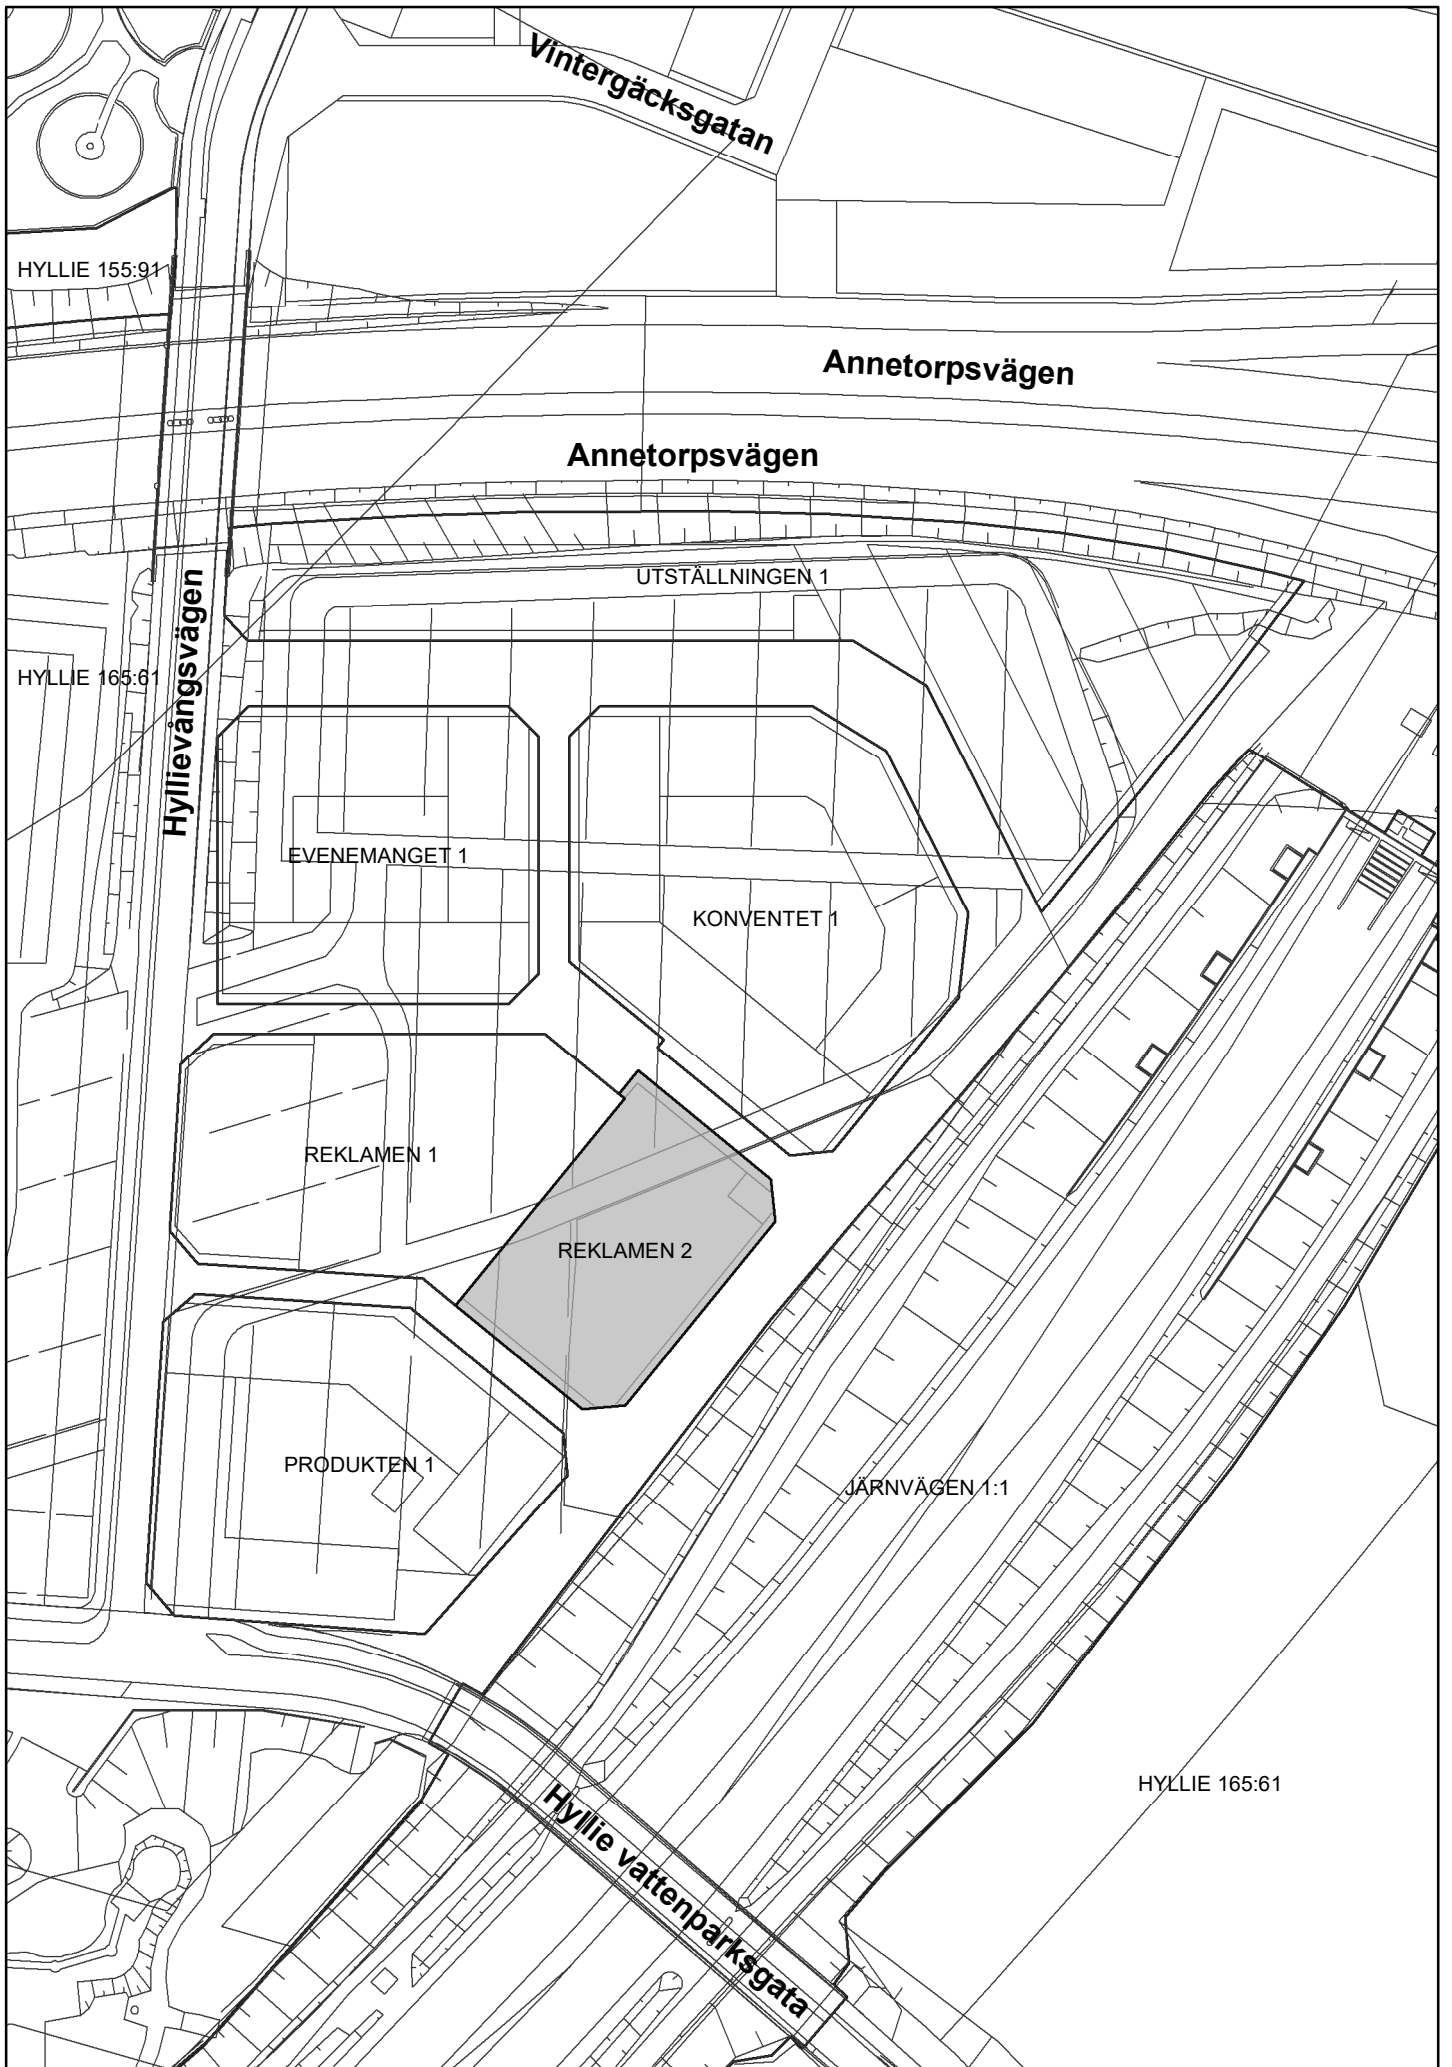 Vintergäcksgatan
HYLLIE 155:91
Annetorpsvägen
Annetorpsvägen
UTSTÄLLNINGEN 1
Hyllievångsvägen
HYLLIE 165:61
EVENEMANGET 1
KONVENTET 1
REKLAMEN 1
REKLAMEN 2
PRODUKTEN 1
JÄRNVÄGEN 1:1
HYLLIE 165:61
Hyllie vattenparksgata